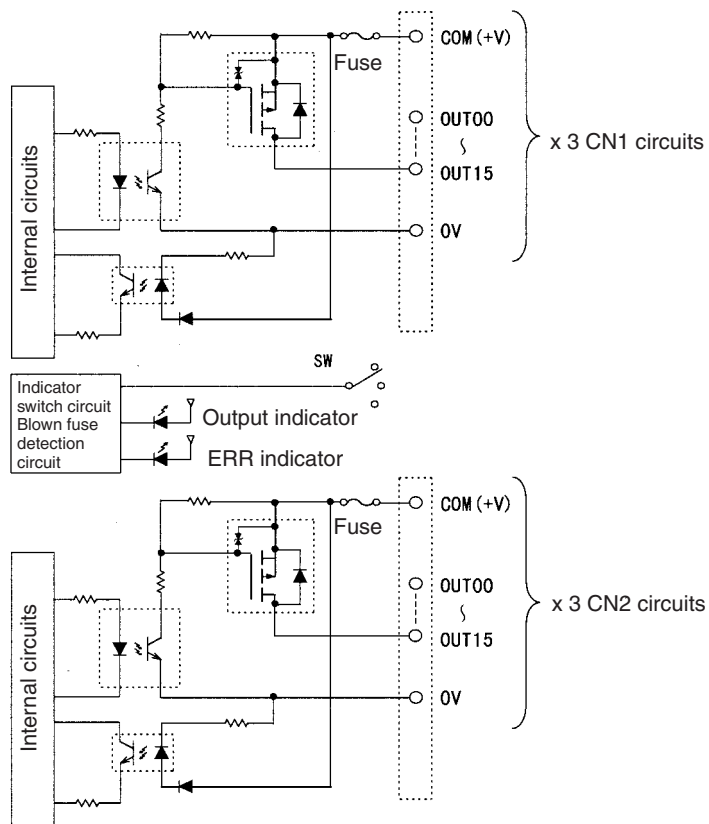 COM (+V)
Fuse
OUT00
x 3 CN1 circuits
OUT15
0V
Internal circuits
SW
Indicator
switch circuit
Blown fuse
detection
circuit
Output indicator
ERR indicator
COM (+V)
Fuse
OUT00
x 3 CN2 circuits
OUT15
0V
Internal circuits